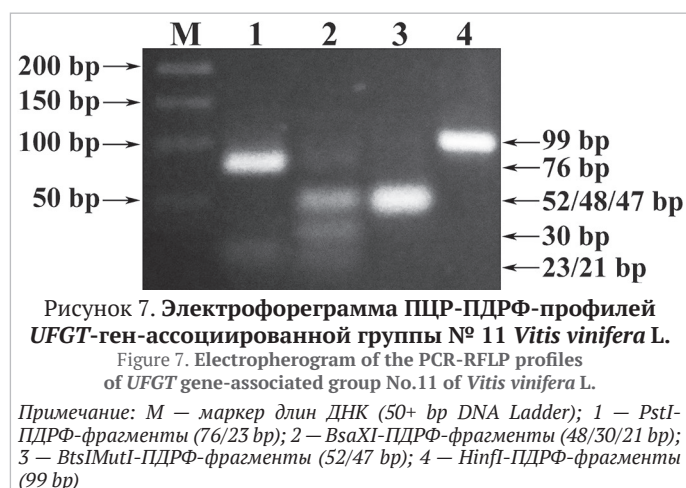 M 1 2 3 4
200 bp
150 bp
100 bp
50 bp
99 bp
76 bp
52/48/47 bp
30 bp
23/21 bp
Рисунок 7. Электрофореграмма ПЦР-ПДРФ-профилей
UFGT-ген-ассоциированной группы № 11 Vitis vinifera L.
Figure 7. Electropherogram of the PCR-RFLP profiles
of UFGT gene-associated group No.11 of Vitis vinifera L.
Примечание: М — маркер длин ДНК (50+ bp DNA Ladder); 1 — PstI-
ПДРФ-фрагменты (76/23 bp); 2 — BsaXI-ПДРФ-фрагменты (48/30/21 bp);
3 — BtsIMutI-ПДРФ-фрагменты (52/47 bp); 4 — HinfI-ПДРФ-фрагменты
(99 bp)